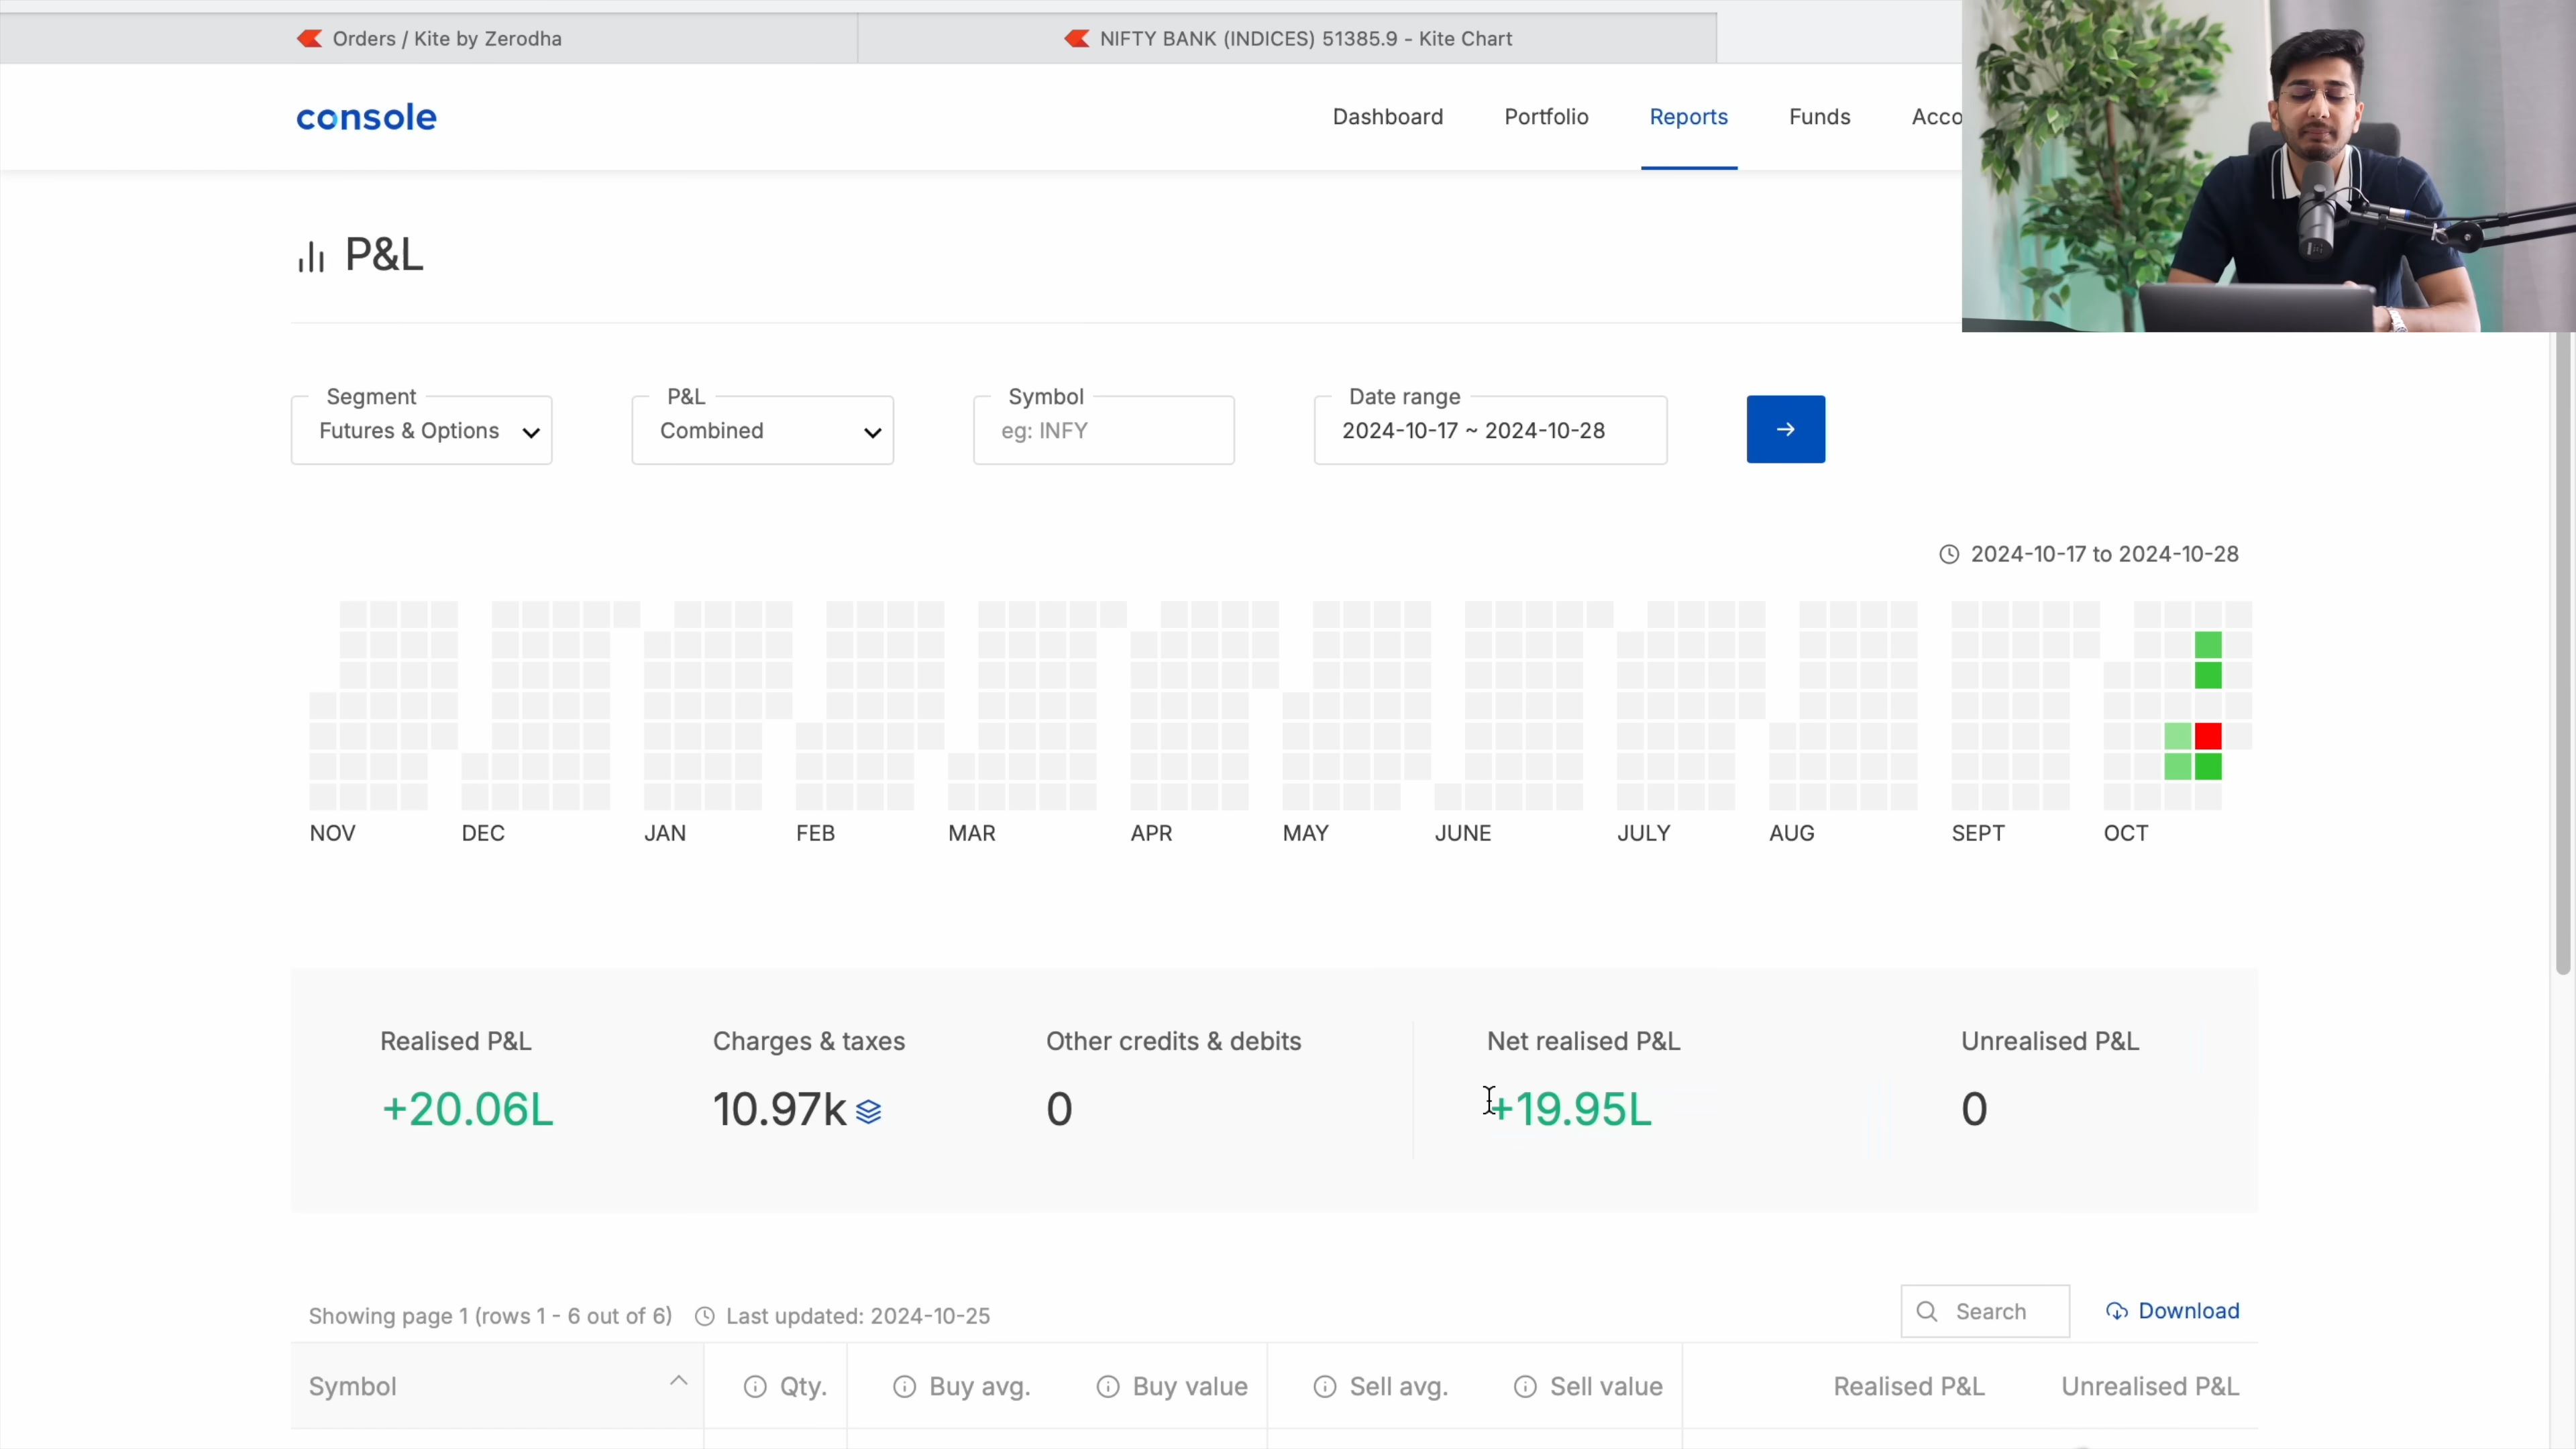 Orders / Kite by Zerodha
NIFTY BANK (INDICES) 51385.9 - Kite Chart
console
Dashboard
Portfolio
Reports
Funds
Acco
P&L
Segment
Futures & Options
P&L
Combined
Symbol
eg: INFY
Date range
2024-10-17 ~ 2024-10-28
2024-10-17 to 2024-10-28
NOV
DEC
JAN
FEB
MAR
APR
MAY
JUNE
JULY
AUG
SEPT
OCT
Realised P&L
+20.06L
Charges & taxes
10.97k
Other credits & debits
0
Net realised P&L
+19.95L
Unrealised P&L
0
Showing page 1 (rows 1 - 6 out of 6)
Last updated: 2024-10-25
Search
Download
Symbol
Qty.
Buy avg.
Buy value
Sell avg.
Sell value
Realised P&L
Unrealised P&L